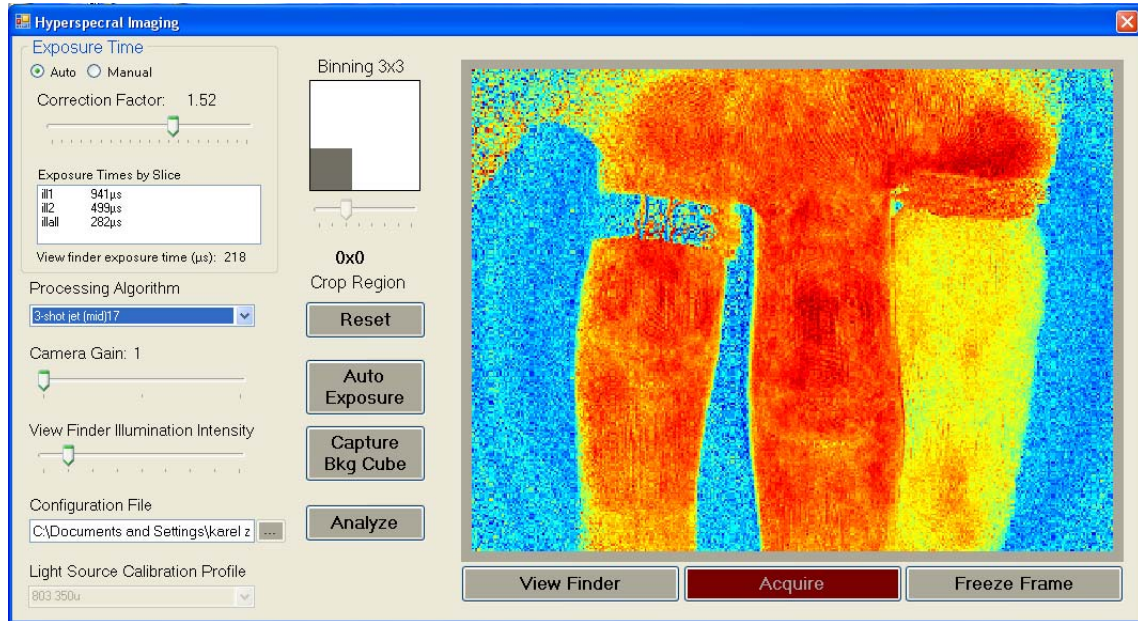 Hyperspecral Imaging
Exposure Time
Auto Manual
Correction Factor: 1.52
Exposure Times by Slice
ill1 941µs
ill2 499µs
illall 282µs
View finder exposure time (µs): 218
Processing Algorithm
3-shot jet (mid)17
Camera Gain: 1
View Finder Illumination Intensity
Configuration File
C:\Documents and Settings\karel z
...
Light Source Calibration Profile
803 350u
Binning 3x3
0x0
Crop Region
Reset
Auto
Exposure
Capture
Bkg Cube
Analyze
View Finder
Acquire
Freeze Frame